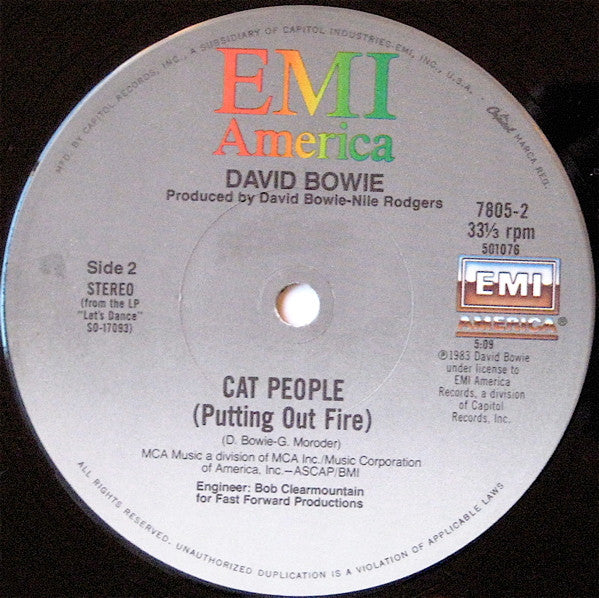 MFD. BY CAPITOL RECORDS, INC., A SUBSIDIARY OF CAPITOL INDUSTRIES-EMI, INC., U.S.A.
Capitol MARCA REG.
EMI
America
DAVID BOWIE
Produced by David Bowie-Nile Rodgers
7805-2
33⅓ rpm
501076
Side 2
STEREO
(from the LP
"Let's Dance"
SO-17093)
EMI
AMERICA®
5:09
℗1983 David Bowie
under license to
EMI America
Records, a division
of Capitol
Records, Inc.
CAT PEOPLE
(Putting Out Fire)
(D. Bowie-G. Moroder)
MCA Music a division of MCA Inc./Music Corporation
of America, Inc.—ASCAP/BMI
Engineer: Bob Clearmountain
for Fast Forward Productions
ALL RIGHTS RESERVED. UNAUTHORIZED DUPLICATION IS A VIOLATION OF APPLICABLE LAWS